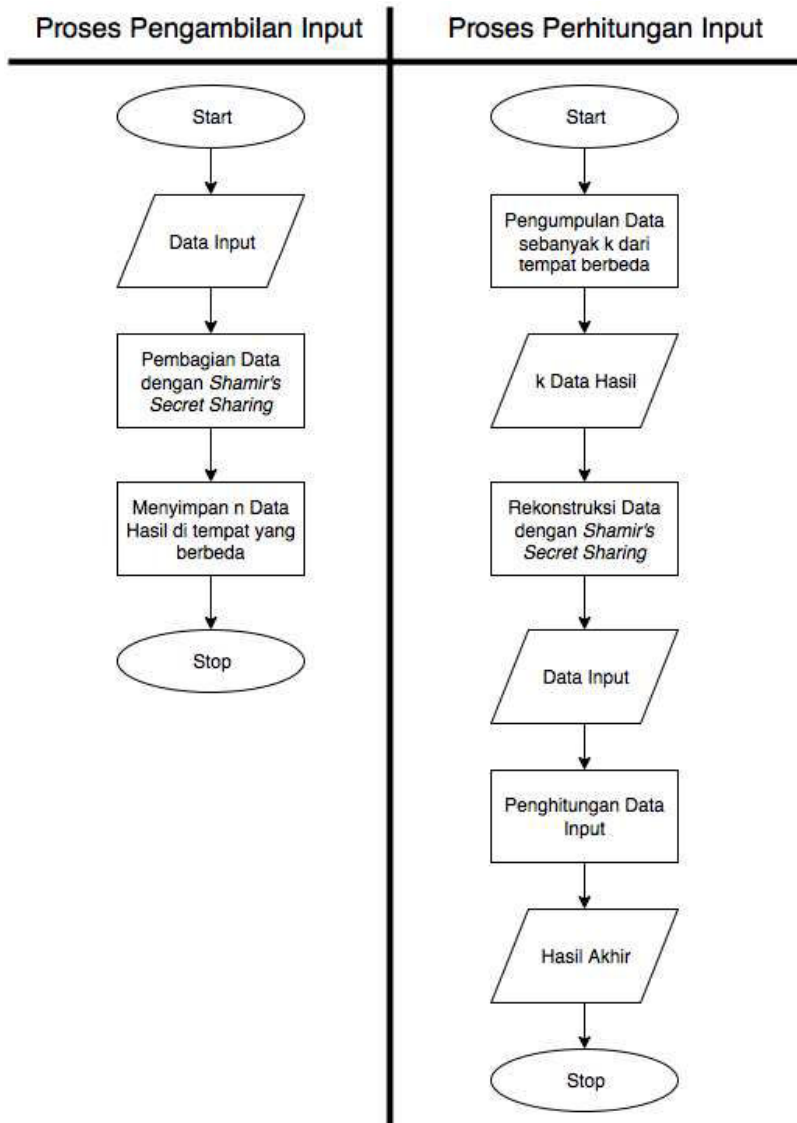 Proses Pengambilan Input
Start
Data Input
Pembagian Data
dengan Shamir's
Secret Sharing
Menyimpan n Data
Hasil di tempat yang
berbeda
Stop
Proses Perhitungan Input
Start
Pengumpulan Data
sebanyak k dari
tempat berbeda
k Data Hasil
Rekonstruksi Data
dengan Shamir's
Secret Sharing
Data Input
Penghitungan Data
Input
Hasil Akhir
Stop